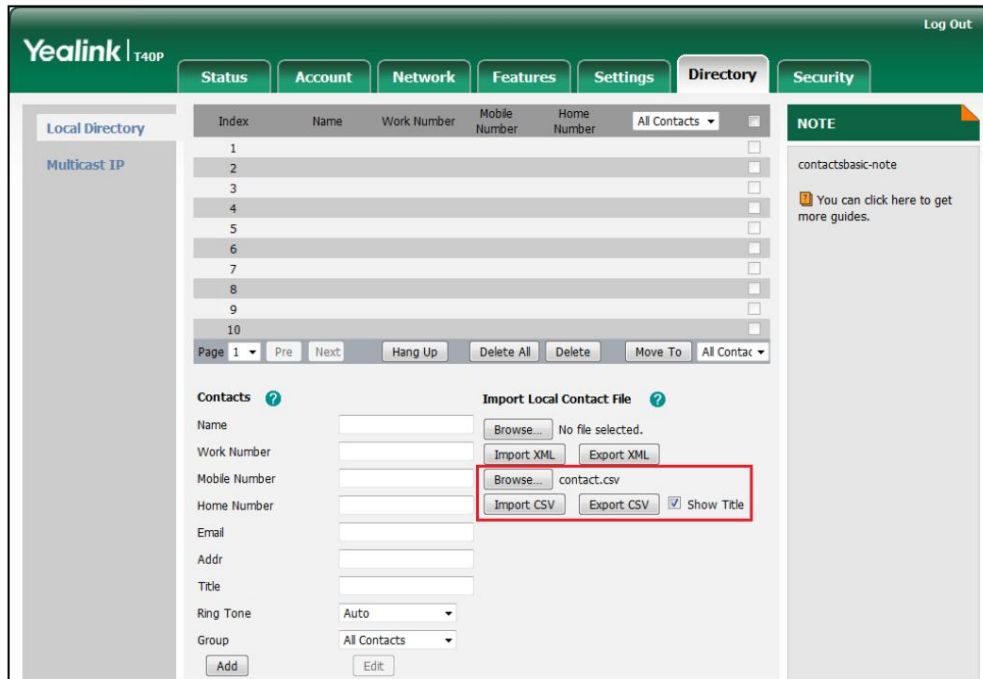 Log Out
Yealink | T40P
Status Account Network Features Settings Directory Security
Local Directory
Multicast IP
Index Name Work Number Mobile Number Home Number All Contacts
1
2
3
4
5
6
7
8
9
10
Page 1 Pre Next Hang Up Delete All Delete Move To All Contac
Contacts ? Import Local Contact File ?
Name
Browse... No file selected.
Work Number
Import XML Export XML
Mobile Number
Browse... contact.csv
Home Number
Import CSV Export CSV Show Title
Email
Addr
Title
Ring Tone Auto
Group All Contacts
Add Edit
NOTE
contactsbasic-note
? You can click here to get
more guides.